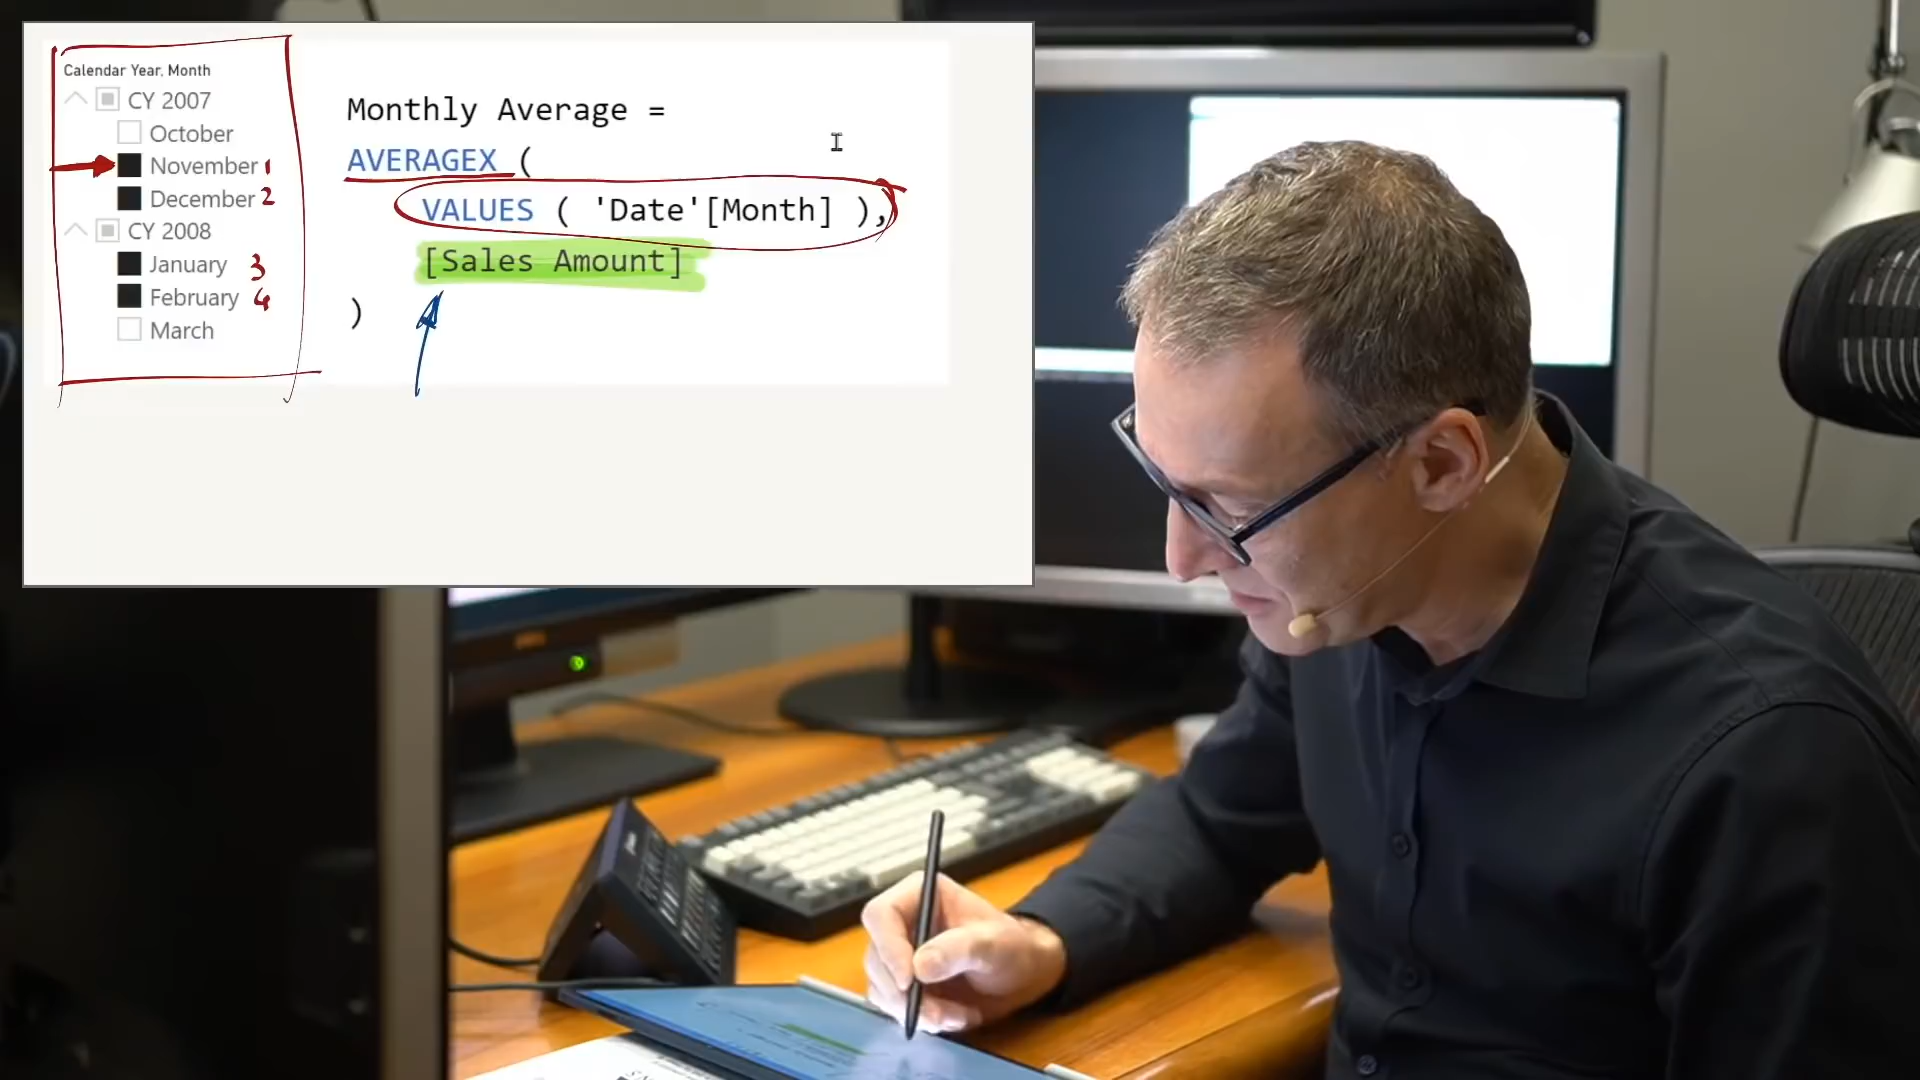 Calendar Year, Month
CY 2007
October
November 1
December 2
CY 2008
January 3
February 4
March
Monthly Average =
AVERAGEX (
VALUES ( 'Date'[Month] ),
[Sales Amount]
)